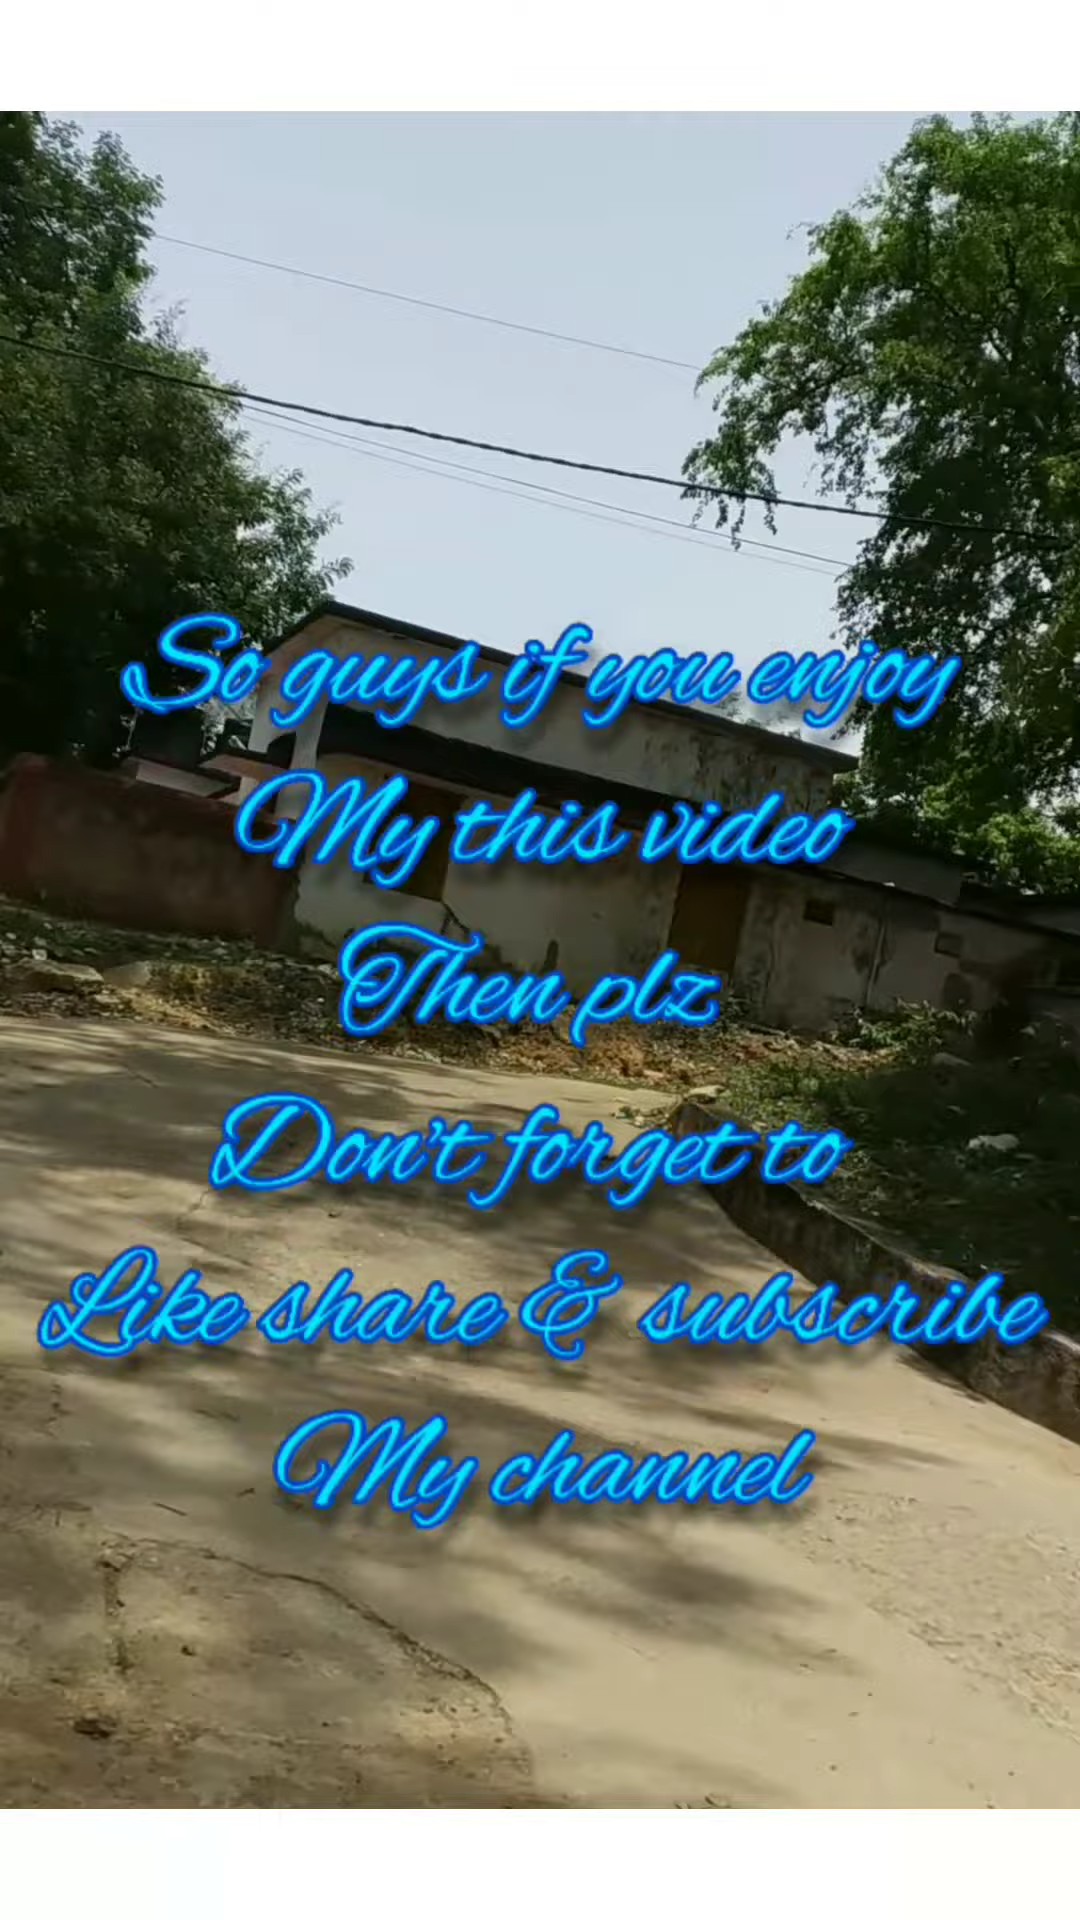 So guys if you enjoy
My this video
Then plz
Don't forget to
Like share & subscribe
My channel